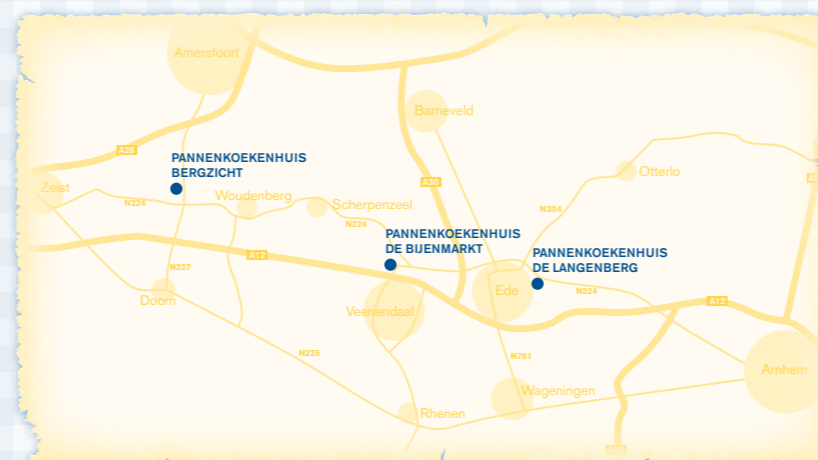 Amersfoort
Barneveld
A28
A30
PANNENKOEKENHUIS
BERGZICHT
Otterlo
Zeist
N224
Woudenberg
Scherpenzeel
N304
N224
PANNENKOEKENHUIS
DE BIJENMARKT
PANNENKOEKENHUIS
DE LANGENBERG
A12
N227
Doorn
Veenendaal
Ede
N224
A12
N225
N781
Arnhem
Wageningen
Rhenen